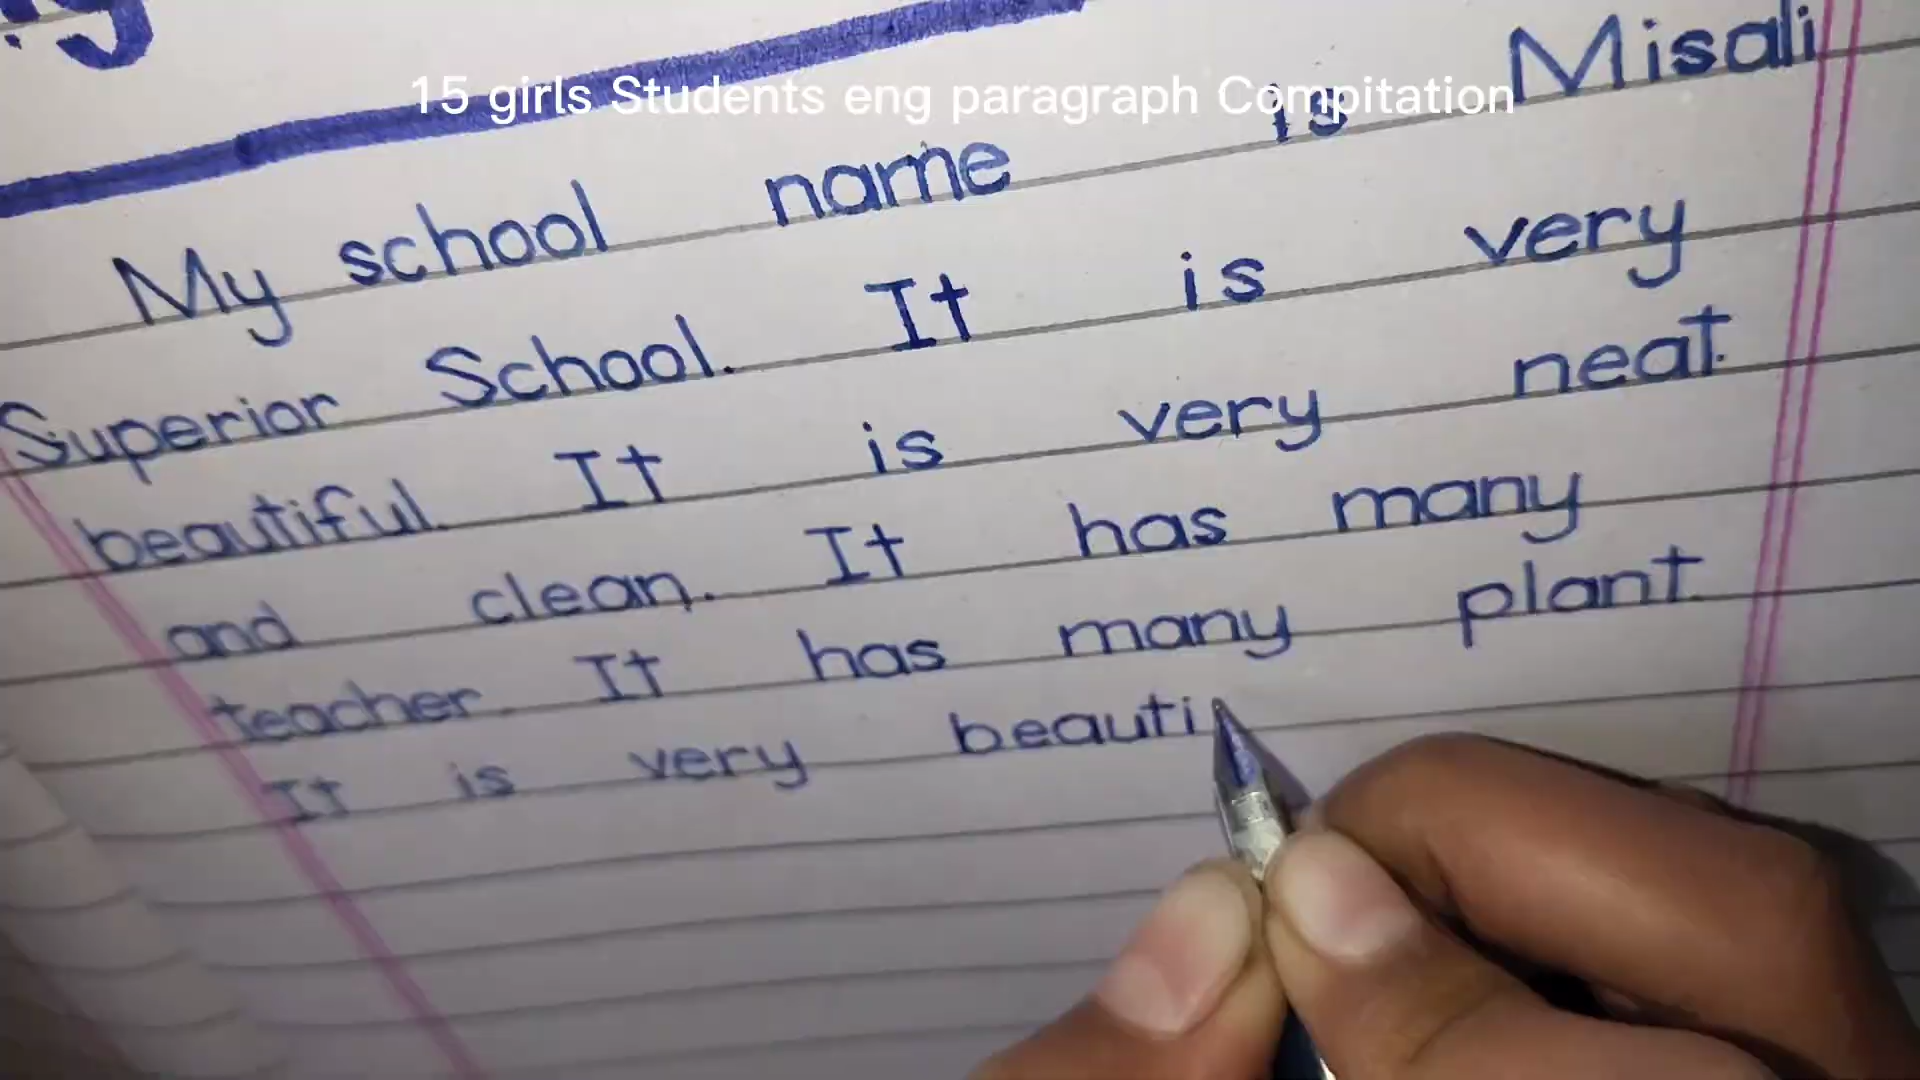 15 girls Students eng paragraph Compitation
My school name is Misali
Superior School. It is very
beautiful. It is very neat
and clean. It has many
teacher. It has many plant.
It is very beauti